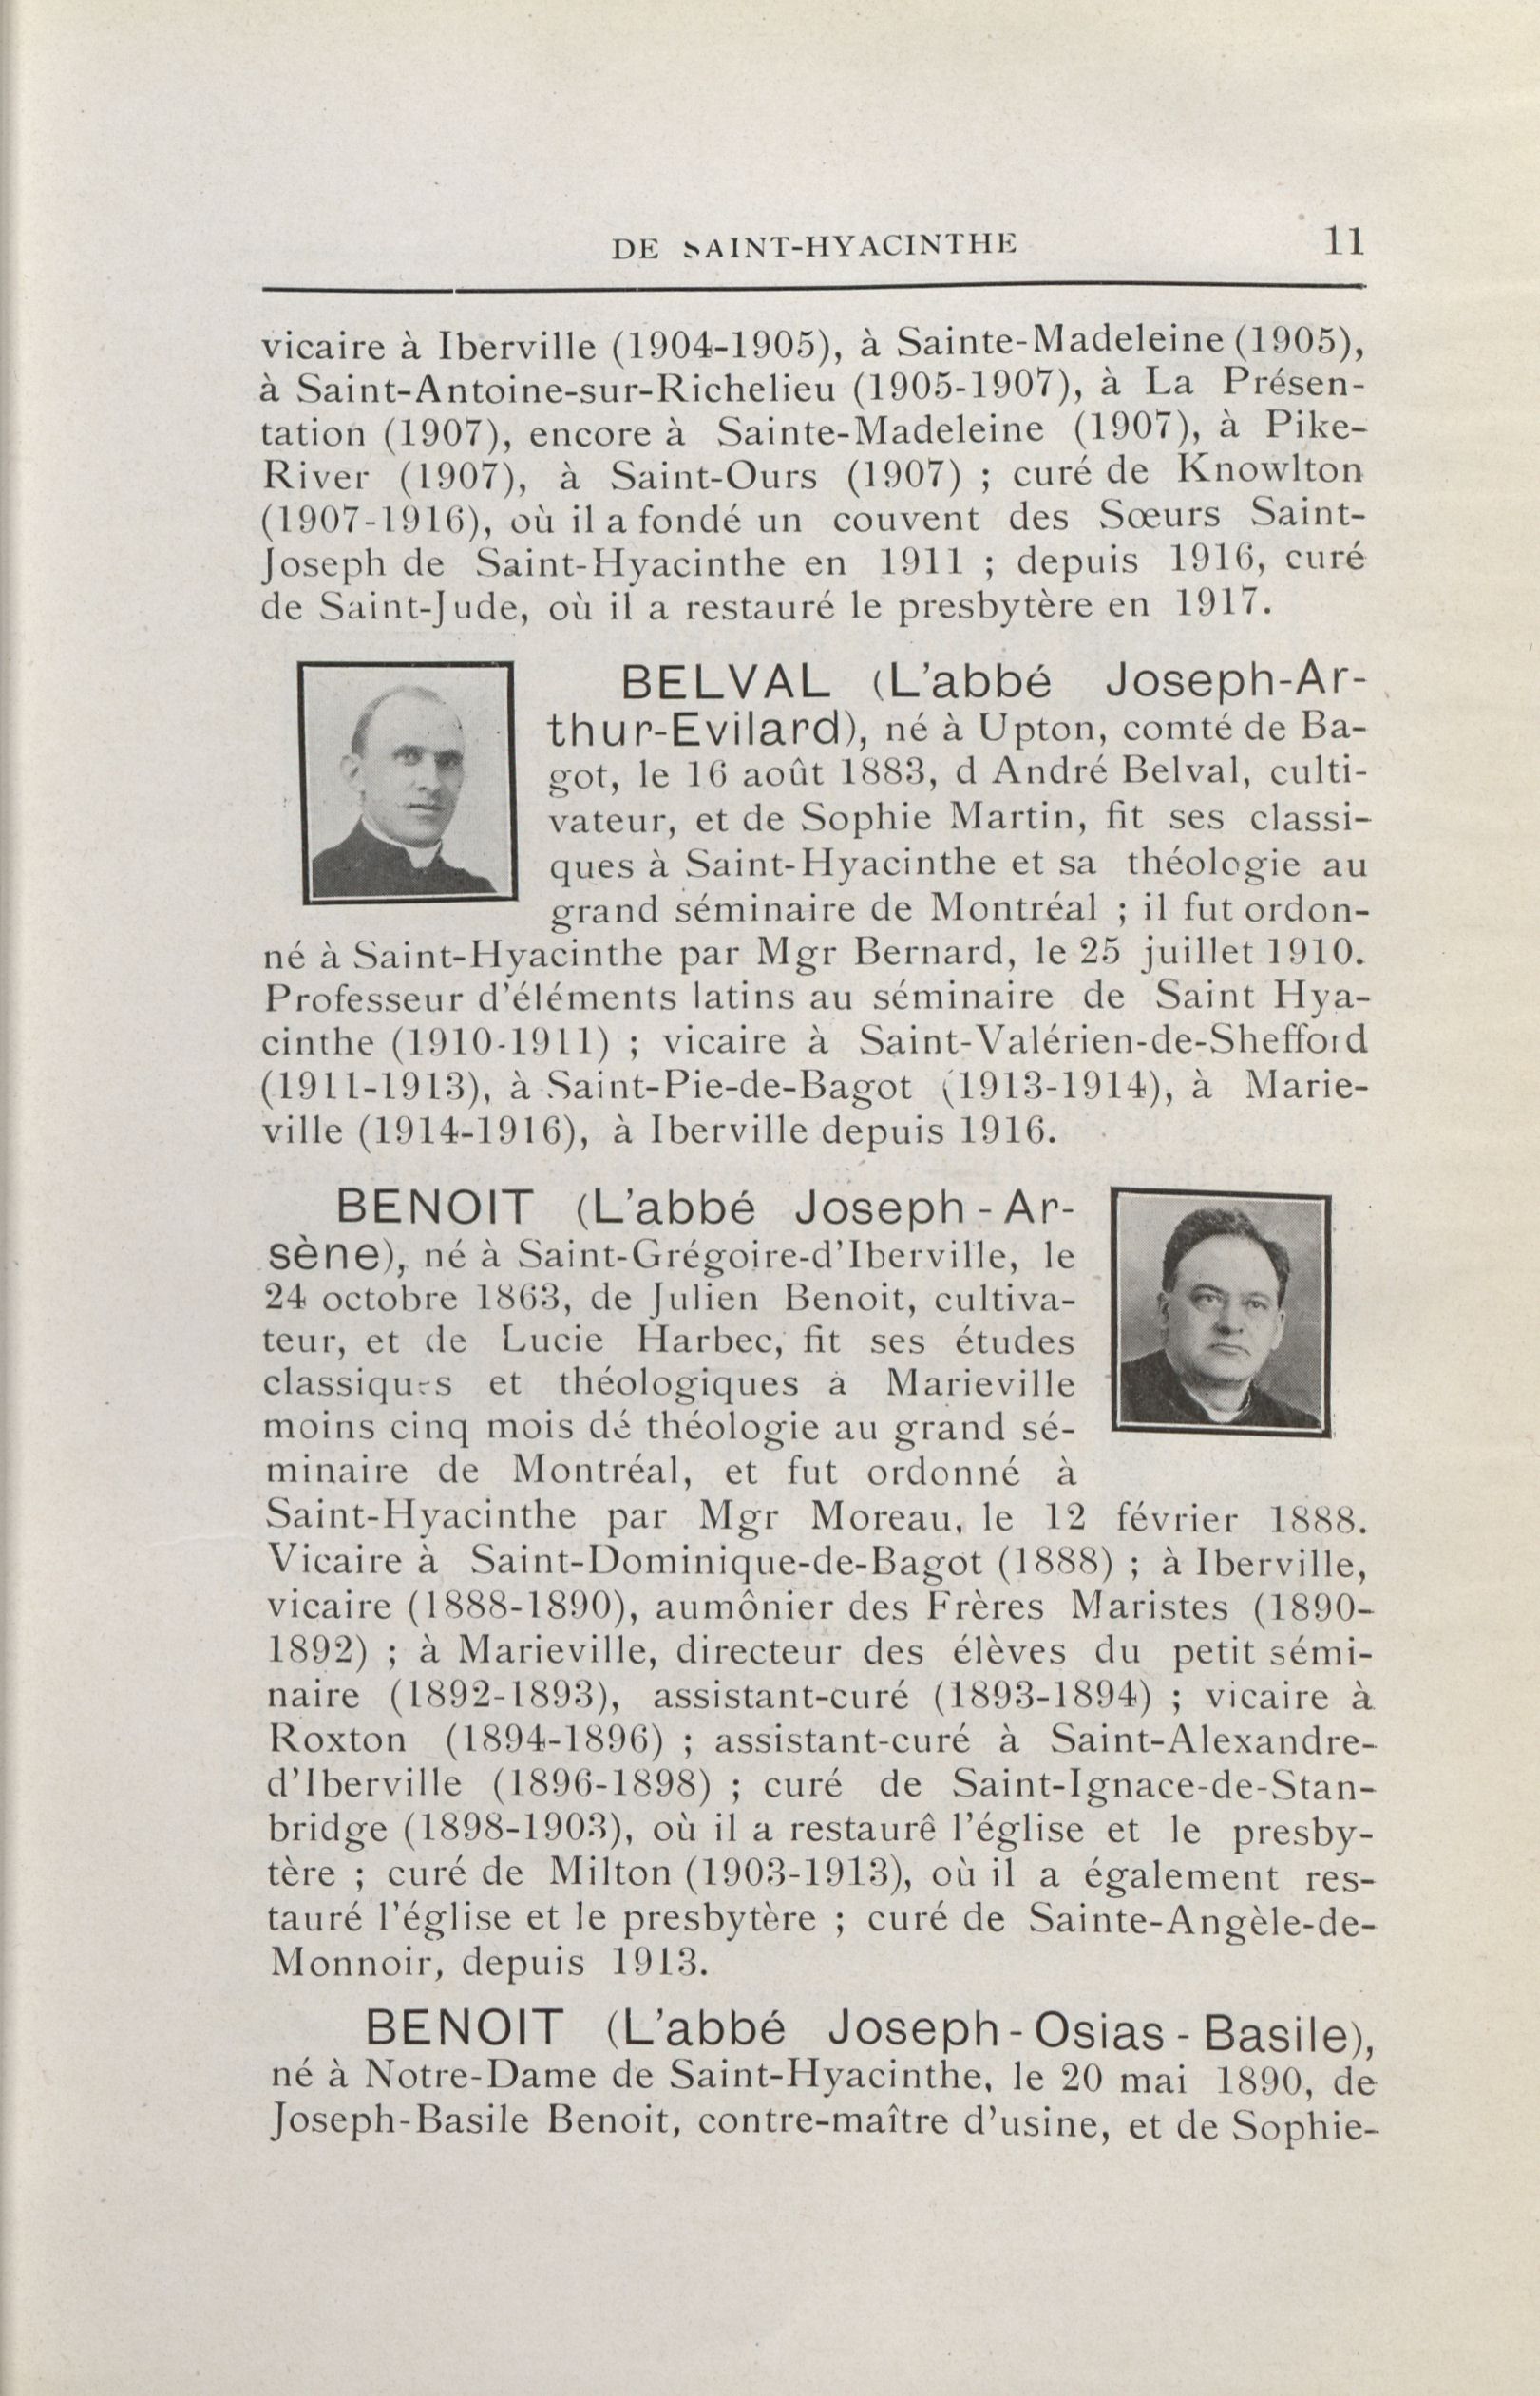 DE SAINT-HYACINTHE 11
vicaire à Iberville (1904-1905), à Sainte-Madeleine (1905),
à Saint-Antoine-sur-Richelieu (1905-1907), à La Présen-
tation (1907), encore à Sainte-Madeleine (1907), à Pike-
River (1907), à Saint-Ours (1907) ; curé de Knowlton
(1907-1916), où il a fondé un couvent des Sœurs Saint-
Joseph de Saint-Hyacinthe en 1911 ; depuis 1916, curé
de Saint-Jude, où il a restauré le presbytère en 1917.
BELVAL (L'abbé Joseph-Ar-
thur-Evilard), né à Upton, comté de Ba-
got, le 16 août 1883, d André Belval, culti-
vateur, et de Sophie Martin, fit ses classi-
ques à Saint-Hyacinthe et sa théologie au
grand séminaire de Montréal ; il fut ordon-
né à Saint-Hyacinthe par Mgr Bernard, le 25 juillet 1910.
Professeur d'éléments latins au séminaire de Saint Hya-
cinthe (1910-1911) ; vicaire à Saint-Valérien-de-Shefford
(1911-1913), à Saint-Pie-de-Bagot (1913-1914), à Marie-
ville (1914-1916), à Iberville depuis 1916.
BENOIT (L'abbé Joseph-Ar-
sène), né à Saint-Grégoire-d'Iberville, le
24 octobre 1863, de Julien Benoit, cultiva-
teur, et de Lucie Harbec, fit ses études
classiques et théologiques à Marieville
moins cinq mois dé théologie au grand sé-
minaire de Montréal, et fut ordonné à
Saint-Hyacinthe par Mgr Moreau, le 12 février 1888.
Vicaire à Saint-Dominique-de-Bagot (1888) ; à Iberville,
vicaire (1888-1890), aumônier des Frères Maristes (1890-
1892) ; à Marieville, directeur des élèves du petit sémi-
naire (1892-1893), assistant-curé (1893-1894) ; vicaire à
Roxton (1894-1896) ; assistant-curé à Saint-Alexandre-
d'Iberville (1896-1898) ; curé de Saint-Ignace-de-Stan-
bridge (1898-1903), où il a restaurê l'église et le presby-
tère ; curé de Milton (1903-1913), où il a également res-
tauré l'église et le presbytère ; curé de Sainte-Angèle-de-
Monnoir, depuis 1913.
BENOIT (L'abbé Joseph-Osias-Basile),
né à Notre-Dame de Saint-Hyacinthe, le 20 mai 1890, de
Joseph-Basile Benoit, contre-maître d'usine, et de Sophie-